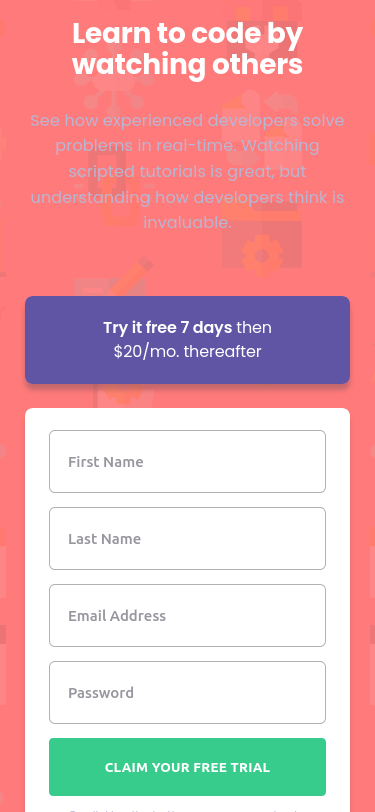 Learn to code by
watching others
See how experienced developers solve
problems in real-time. Watching
scripted tutorials is great, but
understanding how developers think is
invaluable.
Try it free 7 days then
$20/mo. thereafter
First Name
Last Name
Email Address
Password
CLAIM YOUR FREE TRIAL